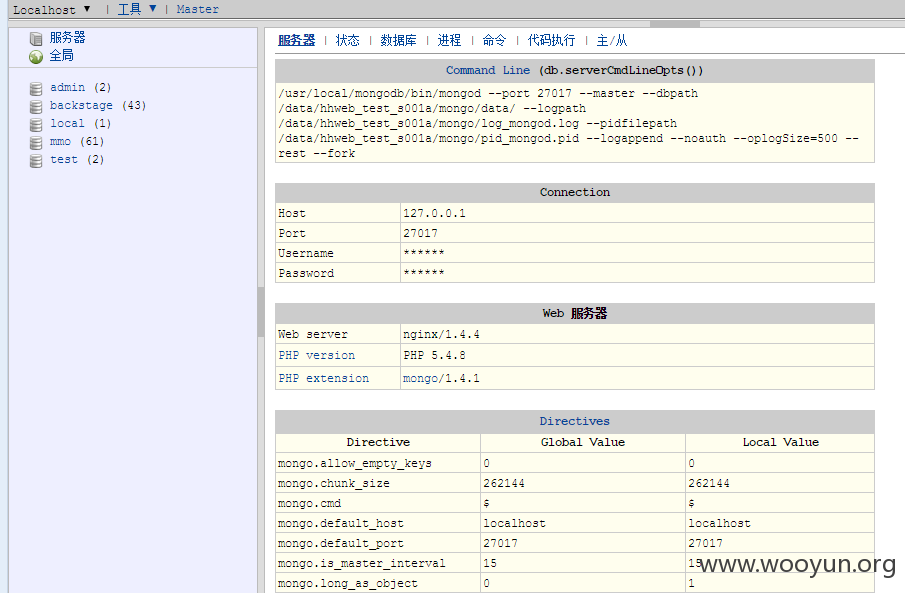 Localhost ▼ | 工具 ▼ | Master
服务器
全局
admin (2)
backstage (43)
local (1)
mmo (61)
test (2)
服务器 | 状态 | 数据库 | 进程 | 命令 | 代码执行 | 主/从
Command Line (db.serverCmdLineOpts())
/usr/local/mongodb/bin/mongod --port 27017 --master --dbpath
/data/hhweb_test_s001a/mongo/data/ --logpath
/data/hhweb_test_s001a/mongo/log_mongod.log --pidfilepath
/data/hhweb_test_s001a/mongo/pid_mongod.pid --logappend --noauth --oplogSize=500 --
rest --fork
Connection
Host 127.0.0.1
Port 27017
Username ******
Password ******
Web 服务器
Web server nginx/1.4.4
PHP version PHP 5.4.8
PHP extension mongo/1.4.1
Directives
Directive Global Value Local Value
mongo.allow_empty_keys 0 0
mongo.chunk_size 262144 262144
mongo.cmd $ $
mongo.default_host localhost localhost
mongo.default_port 27017 27017
mongo.is_master_interval 15 15
mongo.long_as_object 0 1
www.wooyun.org